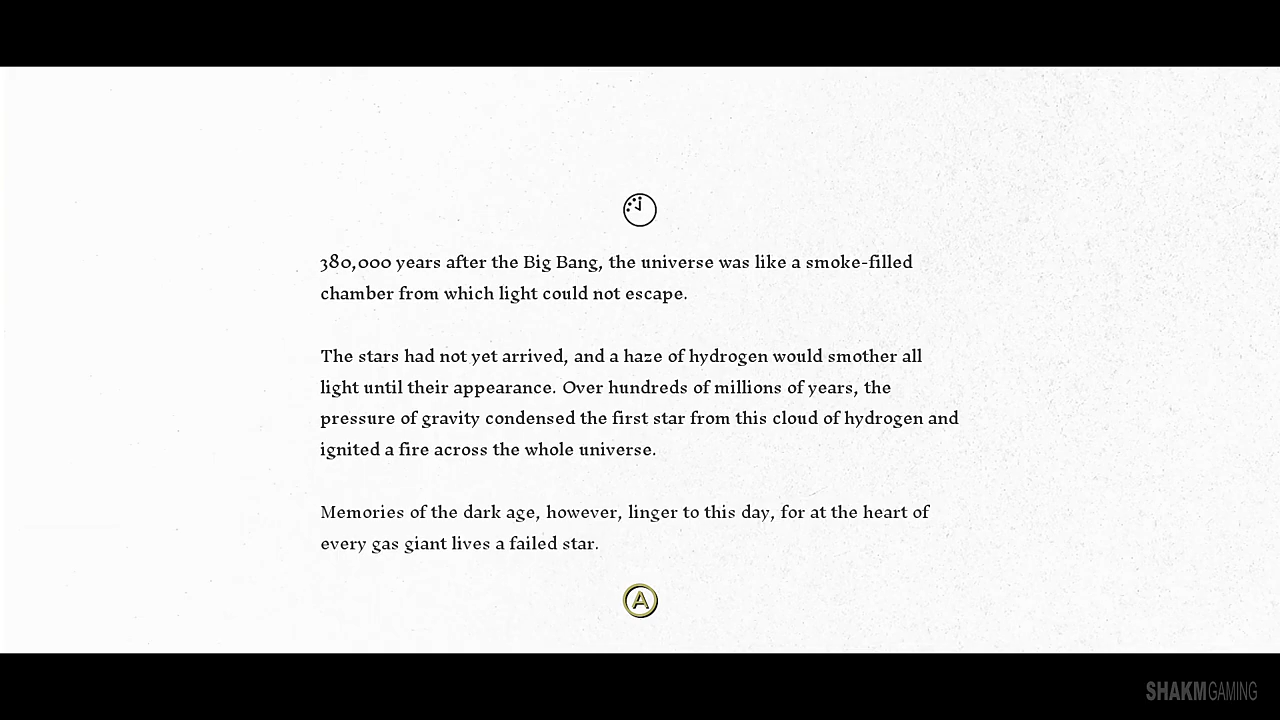 380,000 years after the Big Bang, the universe was like a smoke-filled
chamber from which light could not escape.
The stars had not yet arrived, and a haze of hydrogen would smother all
light until their appearance. Over hundreds of millions of years, the
pressure of gravity condensed the first star from this cloud of hydrogen and
ignited a fire across the whole universe.
Memories of the dark age, however, linger to this day, for at the heart of
every gas giant lives a failed star.
A
SHAKMGAMING